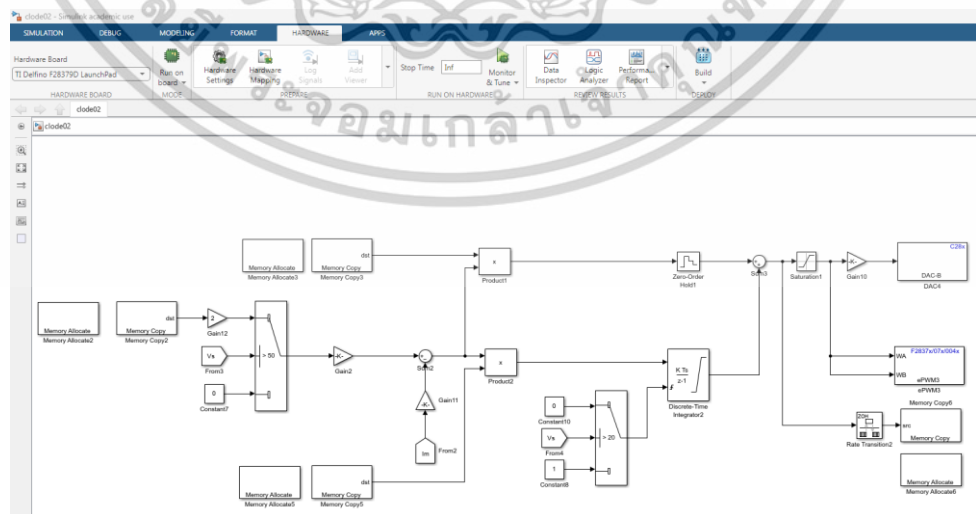 clode02 - Simulink academic use
SIMULATION DEBUG MODELING FORMAT HARDWARE APPS
Hardware Board
TI Delfino F28379D LaunchPad
Run on board
Hardware Settings
Hardware Mapping
Log Signals
Add Viewer
Stop Time Inf
Monitor & Tune
Data Inspector
Logic Analyzer
Performa... Report
Build
HARDWARE BOARD MODE PREPARE RUN ON HARDWARE REVIEW RESULTS DEPLOY
clode02
clode02
Memory Allocate
Memory Allocate3
Memory Copy
dst
Memory Copy3
x
Product1
Zero-Order
Hold1
Sum3
Saturation1
-K-
Gain10
C28x
DAC-B
DAC4
Memory Allocate
Memory Allocate2
Memory Copy
dst
Memory Copy2
2
Gain12
Vs
From3
0
Constant7
> 50
-K-
Gain2
Sum2
-K-
Gain11
Im
From2
x
Product2
K Ts
z-1
Discrete-Time
Integrator2
F2837x/07x/004x
WA
WB
ePWM3
ePWM3
0
Constant10
Vs
From4
1
Constant8
> 20
ZOH
Rate Transition2
Memory Copy6
src
Memory Copy
Memory Allocate
Memory Allocate6
Memory Allocate
Memory Allocate5
Memory Copy
dst
Memory Copy5